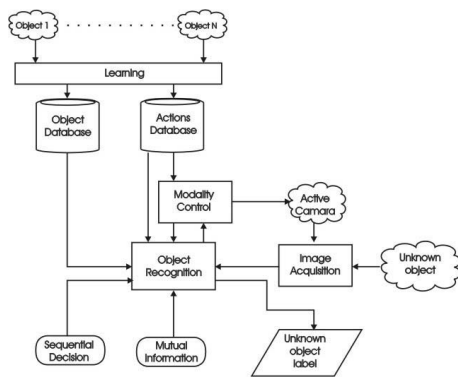 Object 1
Object N
Learning
Object
Database
Actions
Database
Modality
Control
Active
Camara
Object
Recognition
Image
Acquisition
Unknown
object
Sequential
Decision
Mutual
Information
Unknown
object
label